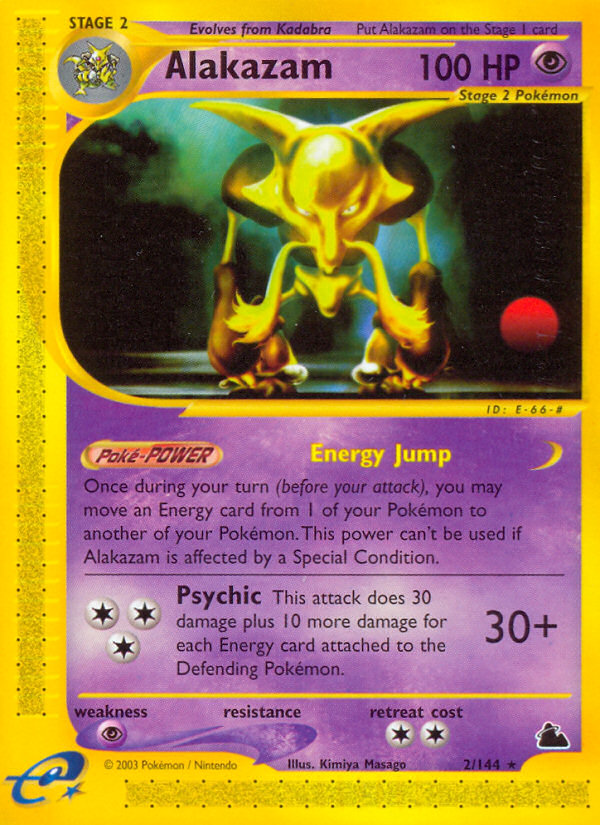 STAGE 2
Evolves from Kadabra Put Alakazam on the Stage 1 card
Alakazam 100 HP
Stage 2 Pokémon
ID: E-66-#
Poké-POWER Energy Jump
Once during your turn (before your attack), you may
move an Energy card from 1 of your Pokémon to
another of your Pokémon. This power can't be used if
Alakazam is affected by a Special Condition.
Psychic This attack does 30
damage plus 10 more damage for
each Energy card attached to the
Defending Pokémon.
30+
weakness resistance retreat cost
© 2003 Pokémon / Nintendo Illus. Kimiya Masago 2/144 ★
e